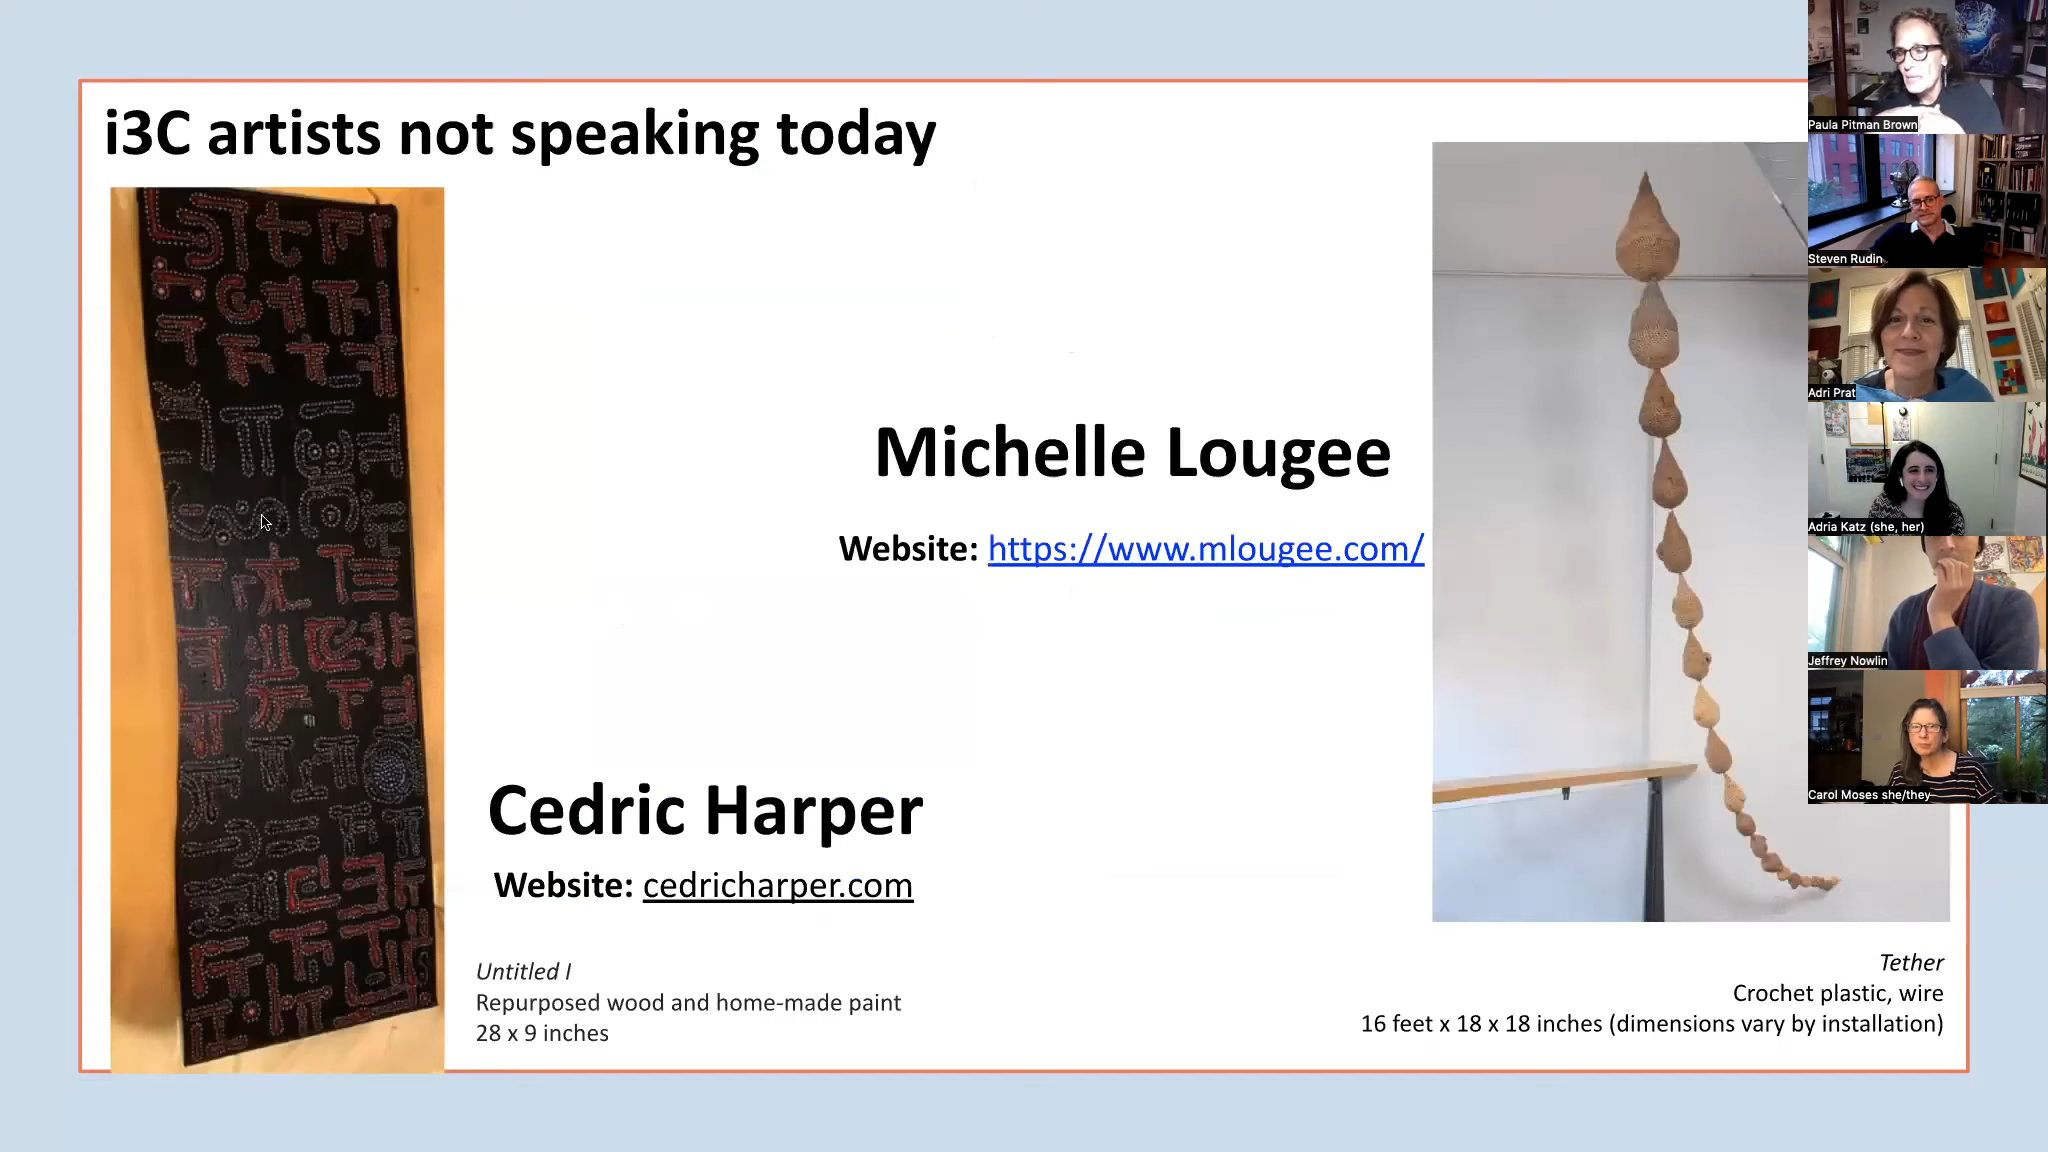 i3C artists not speaking today
Michelle Lougee
Website: https://www.mlougee.com/
Cedric Harper
Website: cedricharper.com
Untitled I
Repurposed wood and home-made paint
28 x 9 inches
Tether
Crochet plastic, wire
16 feet x 18 x 18 inches (dimensions vary by installation)
Paula Pitman Brown
Steven Rudin
Adri Prat
Adria Katz (she, her)
Jeffrey Nowlin
Carol Moses she/they